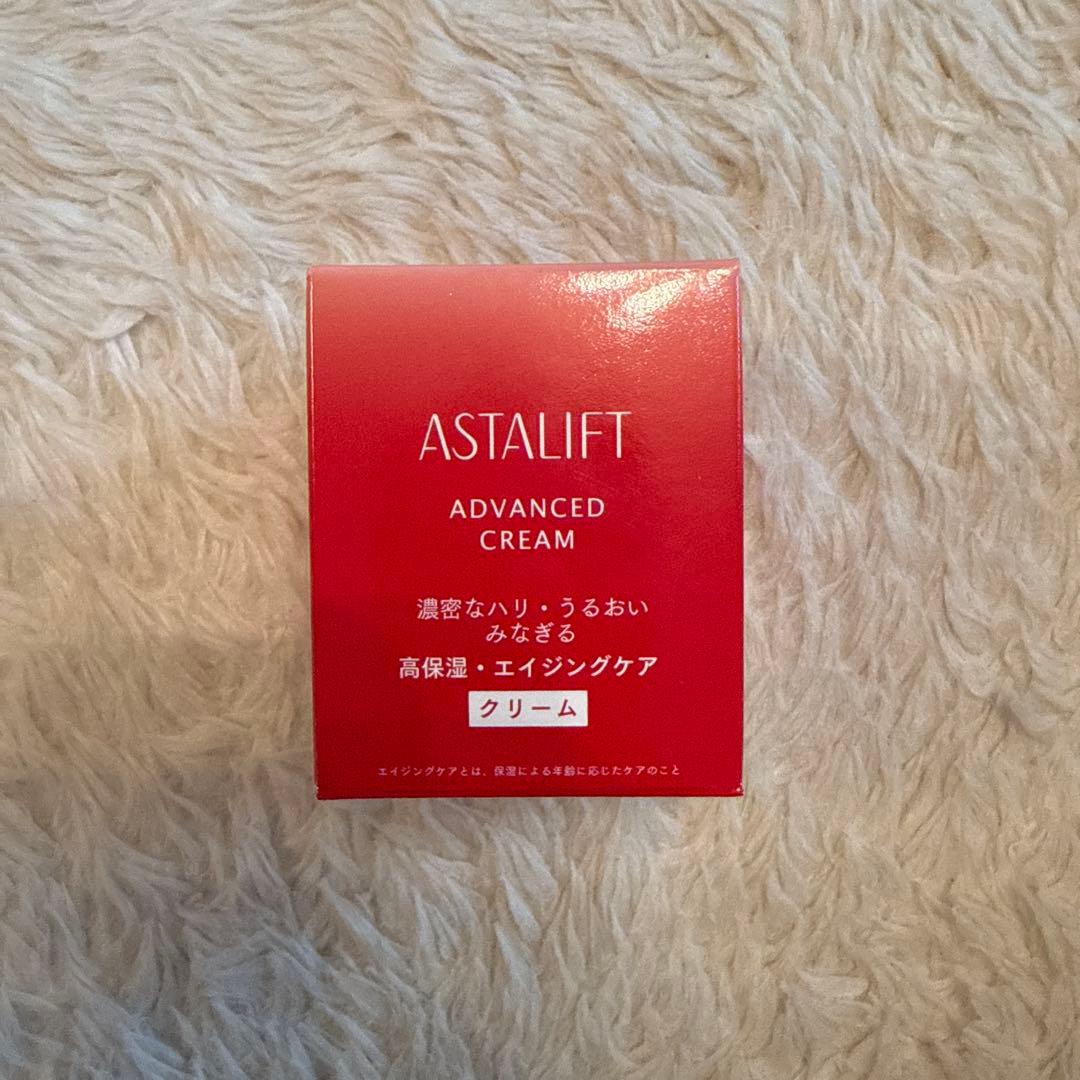 ASTALIFT
ADVANCED
CREAM
濃密なハリ・うるおい
みなぎる
高保湿・エイジングケア
クリーム
エイジングケアとは、保湿による年齢に応じたケアのこと